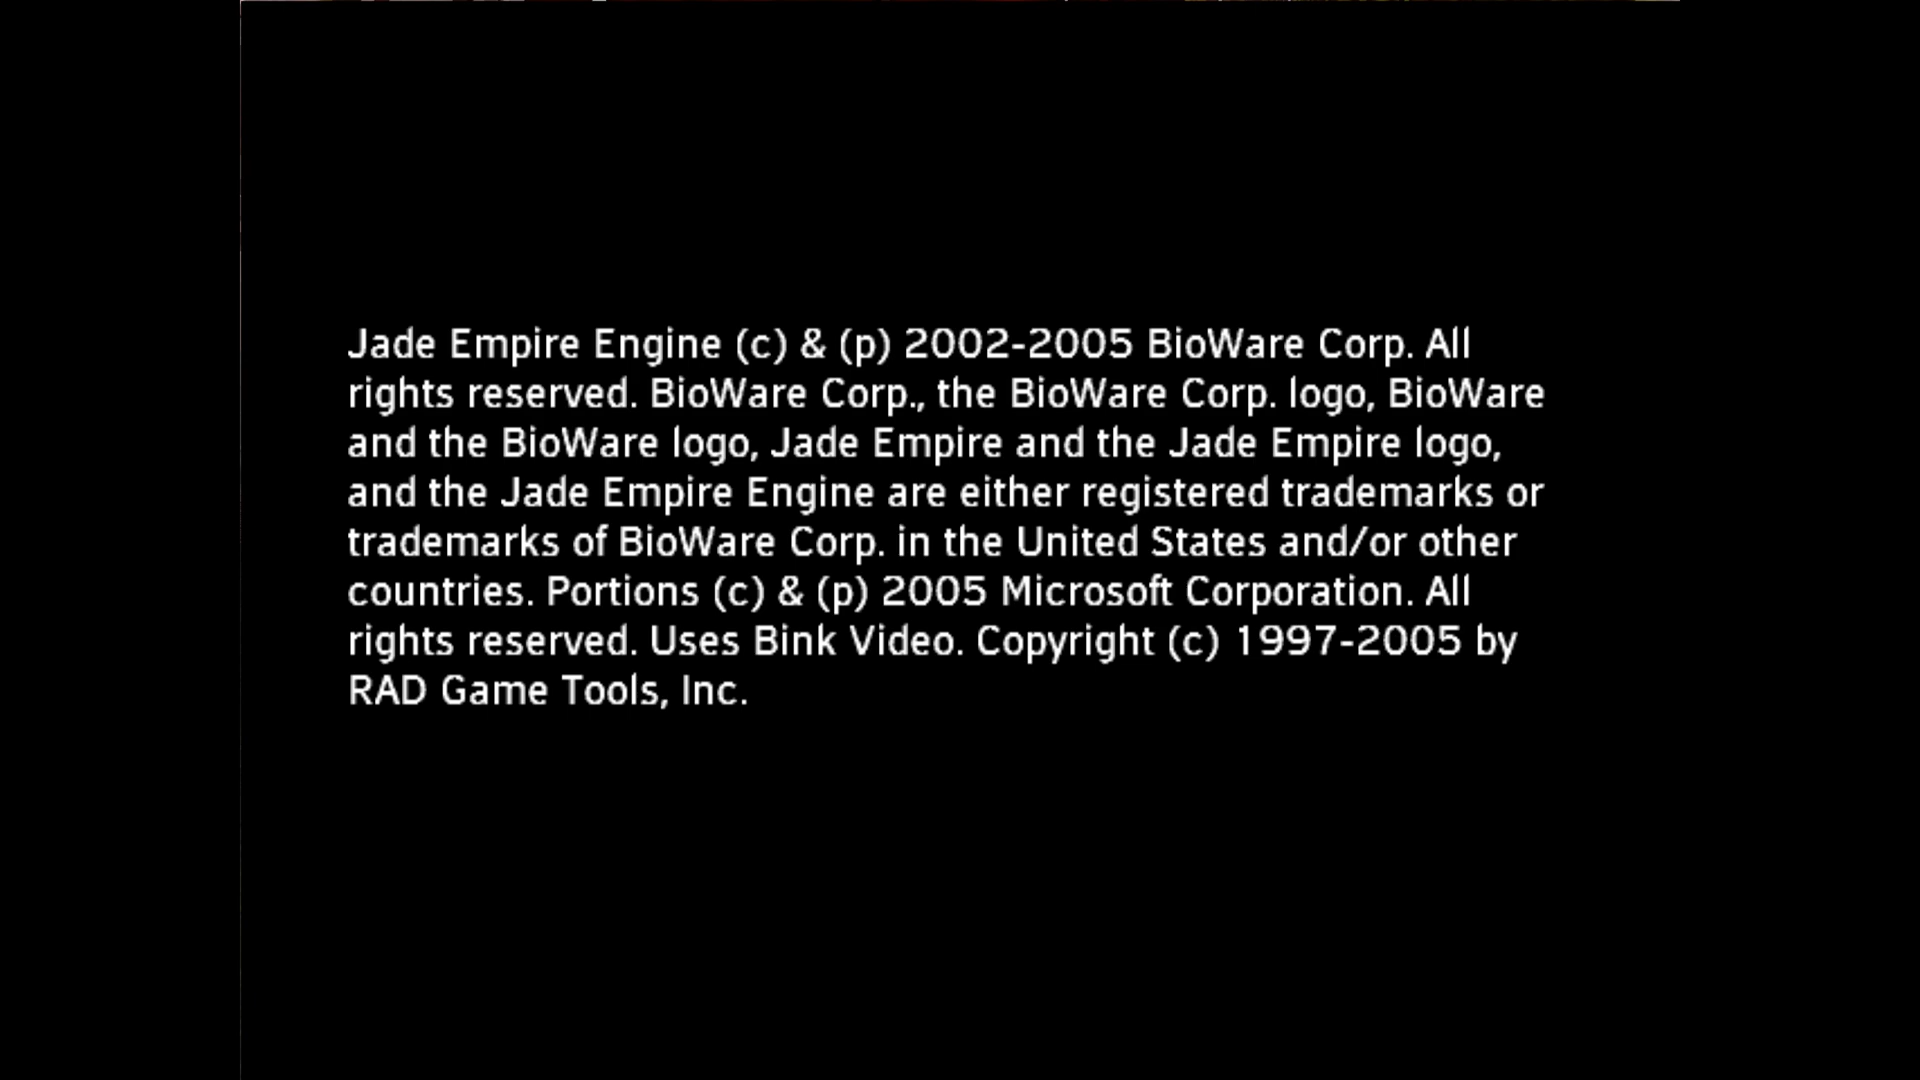 Jade Empire Engine (c) & (p) 2002-2005 BioWare Corp. All
rights reserved. BioWare Corp., the BioWare Corp. logo, BioWare
and the BioWare logo, Jade Empire and the Jade Empire logo,
and the Jade Empire Engine are either registered trademarks or
trademarks of BioWare Corp. in the United States and/or other
countries. Portions (c) & (p) 2005 Microsoft Corporation. All
rights reserved. Uses Bink Video. Copyright (c) 1997-2005 by
RAD Game Tools, Inc.